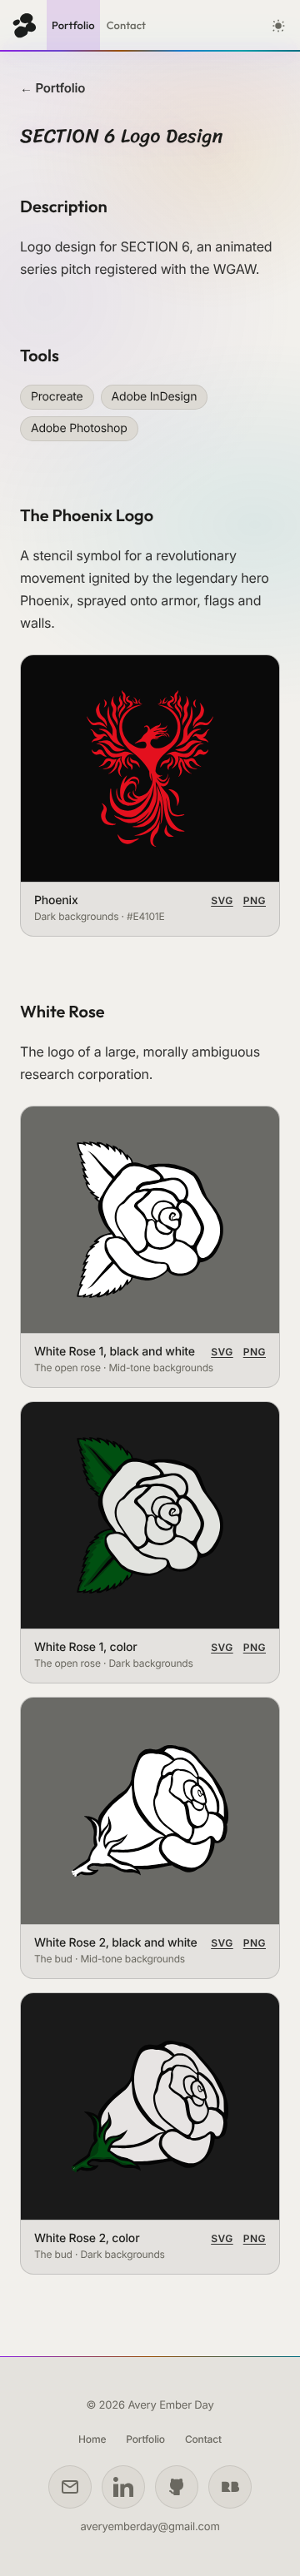 Portfolio Contact
← Portfolio
SECTION 6 Logo Design
Description
Logo design for SECTION 6, an animated
series pitch registered with the WGAW.
Tools
Procreate Adobe InDesign
Adobe Photoshop
The Phoenix Logo
A stencil symbol for a revolutionary
movement ignited by the legendary hero
Phoenix, sprayed onto armor, flags and
walls.
Phoenix SVG PNG
Dark backgrounds · #E4101E
White Rose
The logo of a large, morally ambiguous
research corporation.
White Rose 1, black and white SVG PNG
The open rose · Mid-tone backgrounds
White Rose 1, color SVG PNG
The open rose · Dark backgrounds
White Rose 2, black and white SVG PNG
The bud · Mid-tone backgrounds
White Rose 2, color SVG PNG
The bud · Dark backgrounds
© 2026 Avery Ember Day
Home Portfolio Contact
in RB
averyemberday@gmail.com